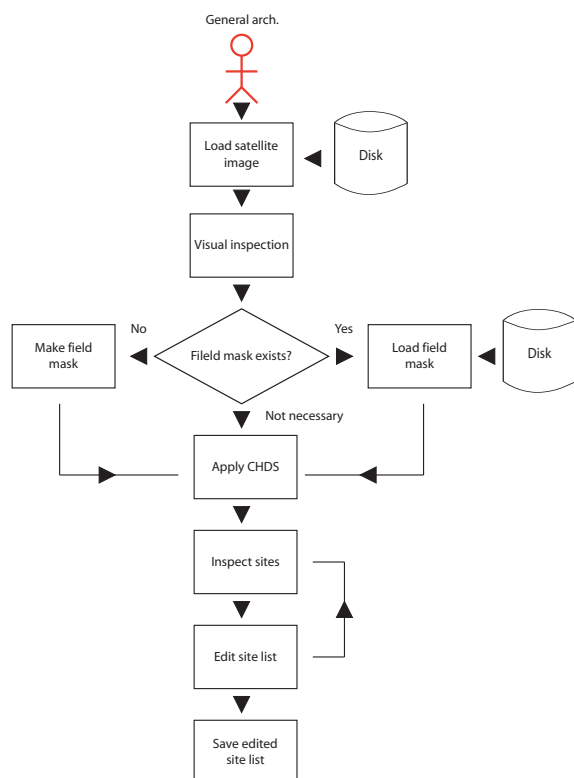 General arch.
Load satellite
image
Disk
Visual inspection
No
Yes
Make field
mask
Fileld mask exists?
Load field
mask
Disk
Not necessary
Apply CHDS
Inspect sites
Edit site list
Save edited
site list